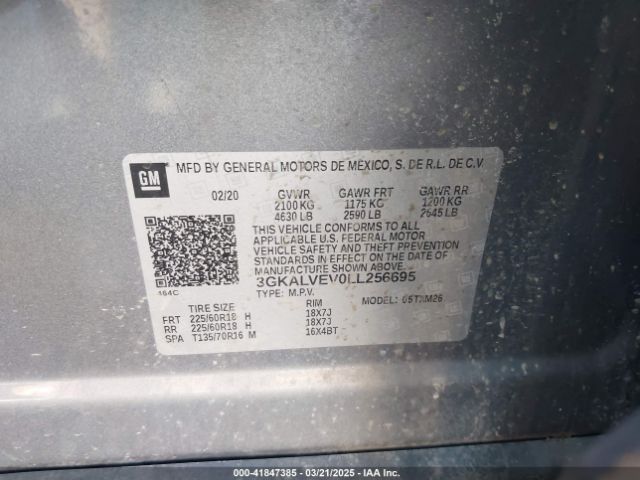 GM
MFD BY GENERAL MOTORS DE MEXICO, S. DE R.L. DE C.V.
02/20 GVWR GAWR FRT GAWR RR
2100 KG 1175 KG 1200 KG
4630 LB 2590 LB 2645 LB
THIS VEHICLE CONFORMS TO ALL
APPLICABLE U.S. FEDERAL MOTOR
VEHICLE SAFETY AND THEFT PREVENTION
STANDARDS IN EFFECT ON THE DATE OF
MANUFACTURE SHOWN ABOVE.
3GKALVEV0LL256695
464C
TYPE: M.P.V. MODEL:
TIRE SIZE RIM
FRT 225/60R18 H 18X7J
RR 225/60R18 H 18X7J
SPA T135/70R16 M 16X4BT
000-41847385 — 03/21/2025 — IAA Inc.